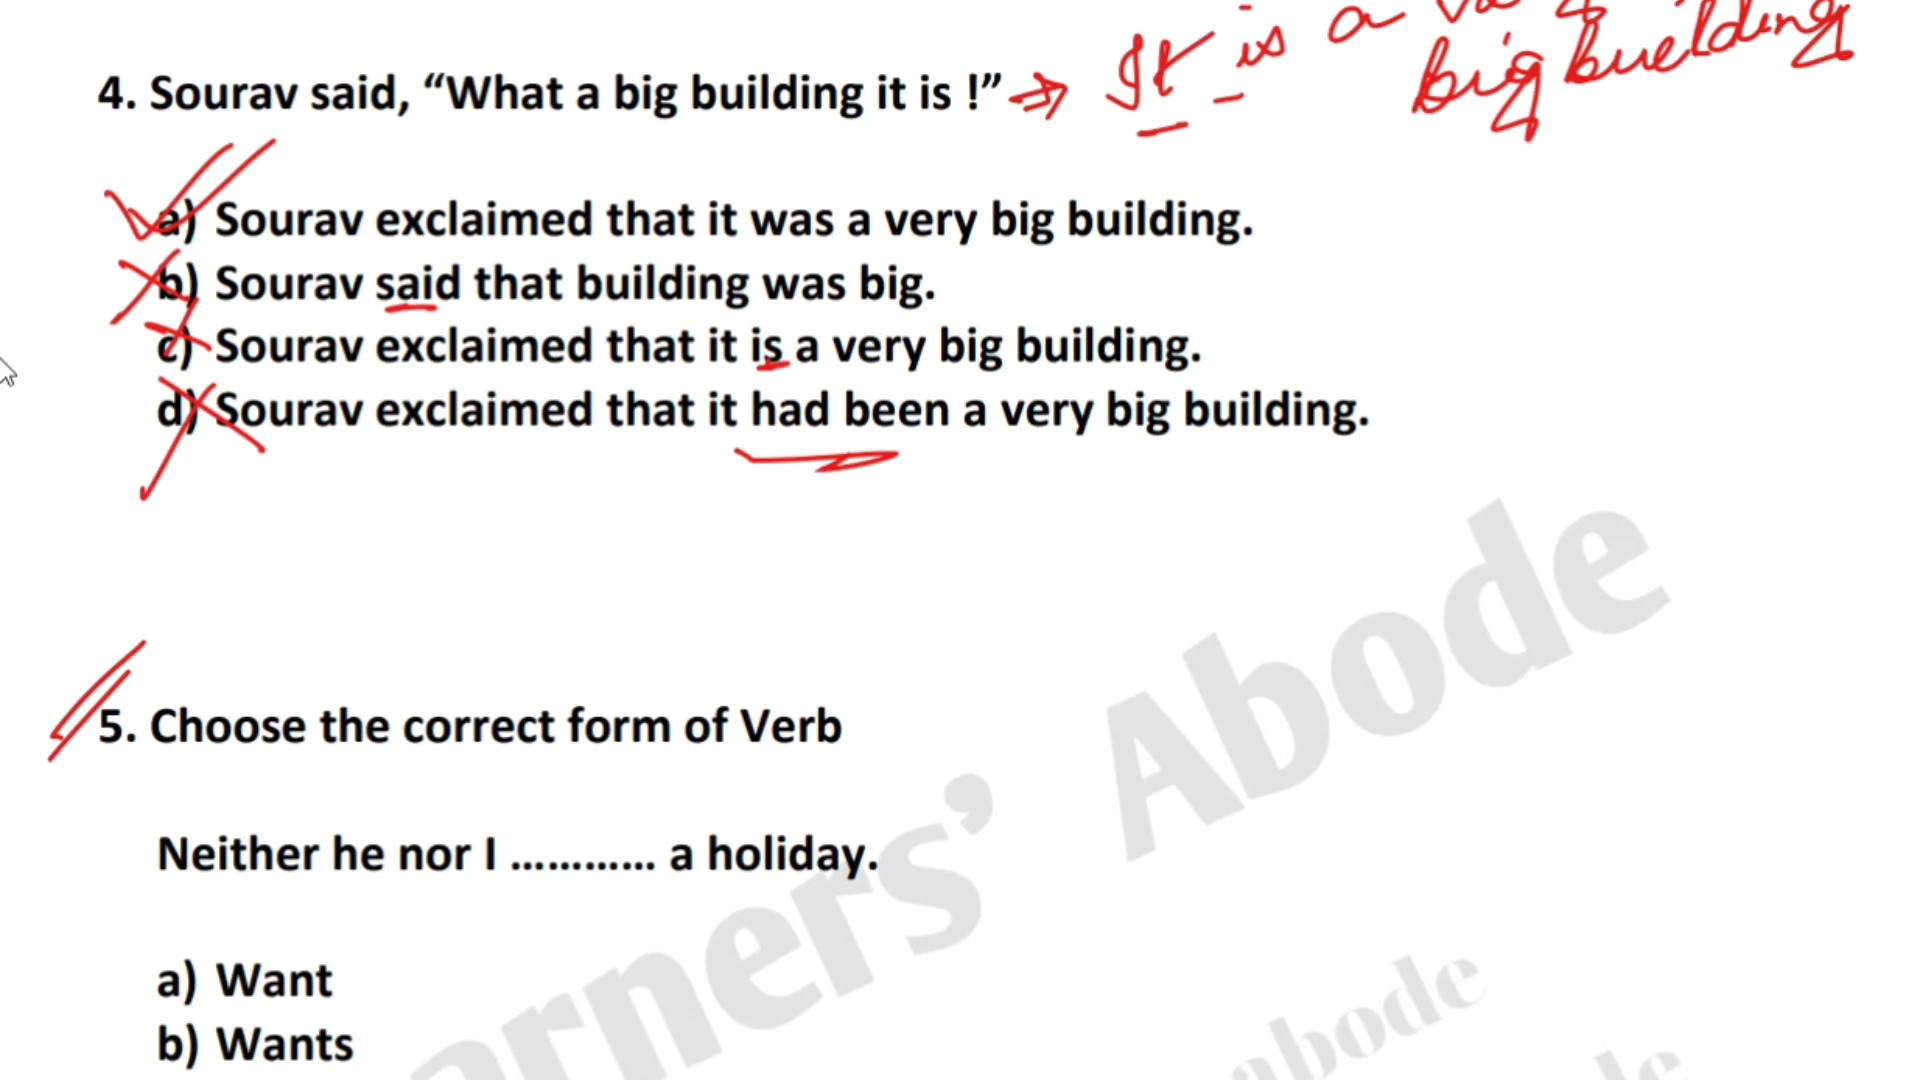 It is a
big building
4. Sourav said, “What a big building it is !”
a) Sourav exclaimed that it was a very big building.
b) Sourav said that building was big.
c) Sourav exclaimed that it is a very big building.
d) Sourav exclaimed that it had been a very big building.
5. Choose the correct form of Verb
Neither he nor I ............ a holiday.
a) Want
b) Wants
Abode
abode